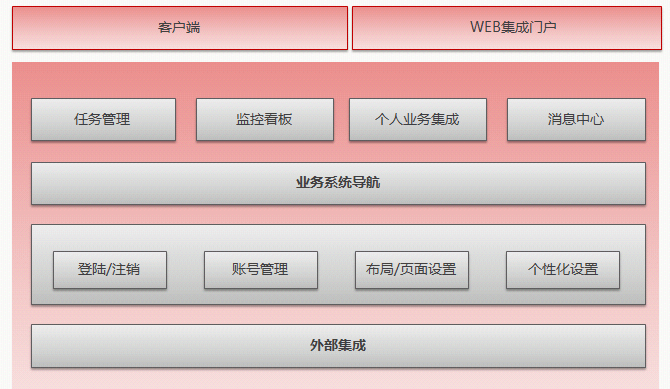 客户端
WEB集成门户
任务管理
监控看板
个人业务集成
消息中心
业务系统导航
登陆/注销
账号管理
布局/页面设置
个性化设置
外部集成